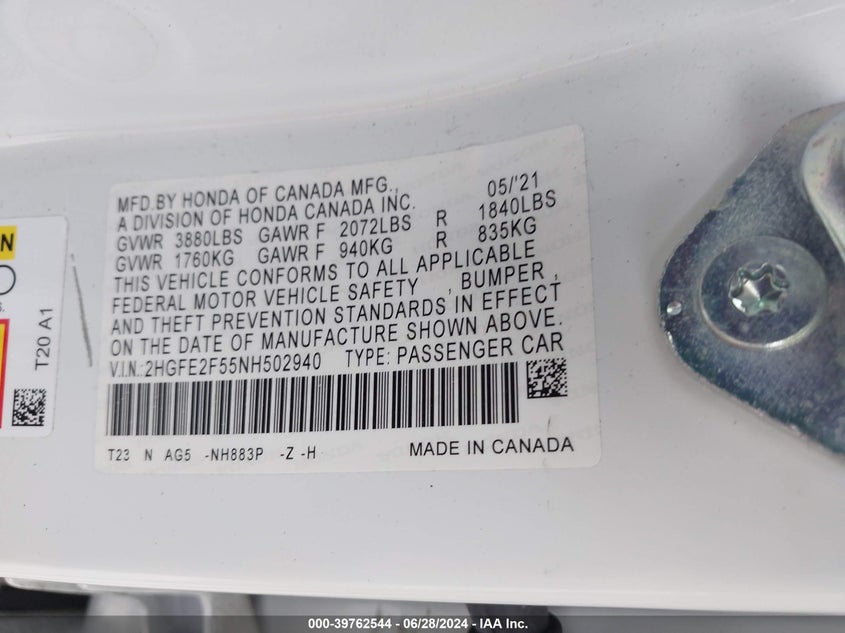 MFD.BY HONDA OF CANADA MFG., 05/'21
A DIVISION OF HONDA CANADA INC.
GVWR 3880LBS GAWR F 2072LBS R 1840LBS
GVWR 1760KG GAWR F 940KG R 835KG
THIS VEHICLE CONFORMS TO ALL APPLICABLE
FEDERAL MOTOR VEHICLE SAFETY , BUMPER ,
AND THEFT PREVENTION STANDARDS IN EFFECT
ON THE DATE OF MANUFACTURE SHOWN ABOVE.
V.I.N.:2HGFE2F55NH502940 TYPE: PASSENGER CAR
T23 N AG5 -NH883P -Z -H MADE IN CANADA
T20 A1
000-39762544 - 06/28/2024 - IAA Inc.